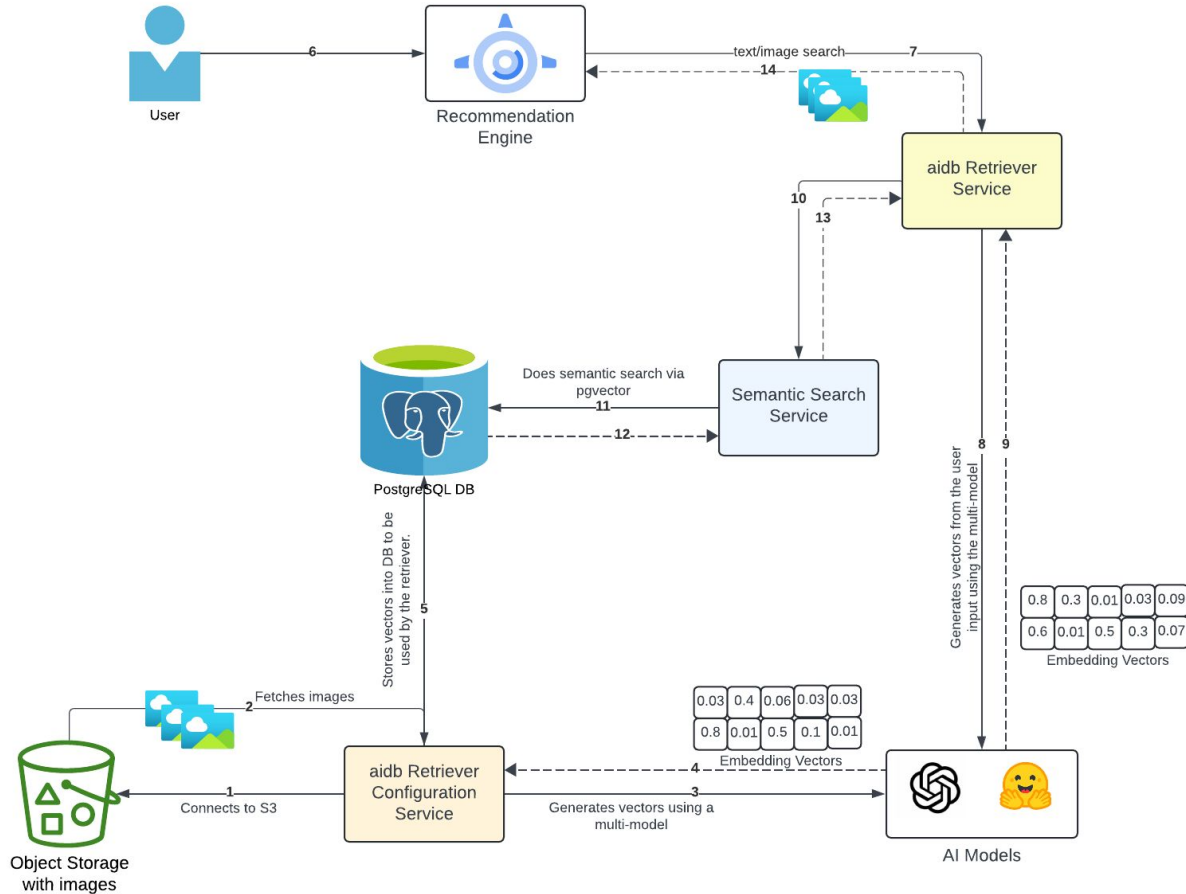 6
text/image search
7
14
User
Recommendation
Engine
aidb Retriever
Service
10
13
Does semantic search via
pgvector
11
12
Semantic Search
Service
PostgreSQL DB
8
9
Generates vectors from the user
input using the multi-model
Stores vectors into DB to be
used by the retriever.
5
0.8 0.3 0.01 0.03 0.09
0.6 0.01 0.5 0.3 0.07
Embedding Vectors
2
Fetches images
0.03 0.4 0.06 0.03 0.03
0.8 0.01 0.5 0.1 0.01
Embedding Vectors
4
aidb Retriever
Configuration
Service
1
Connects to S3
3
Generates vectors using a
multi-model
AI Models
Object Storage
with images